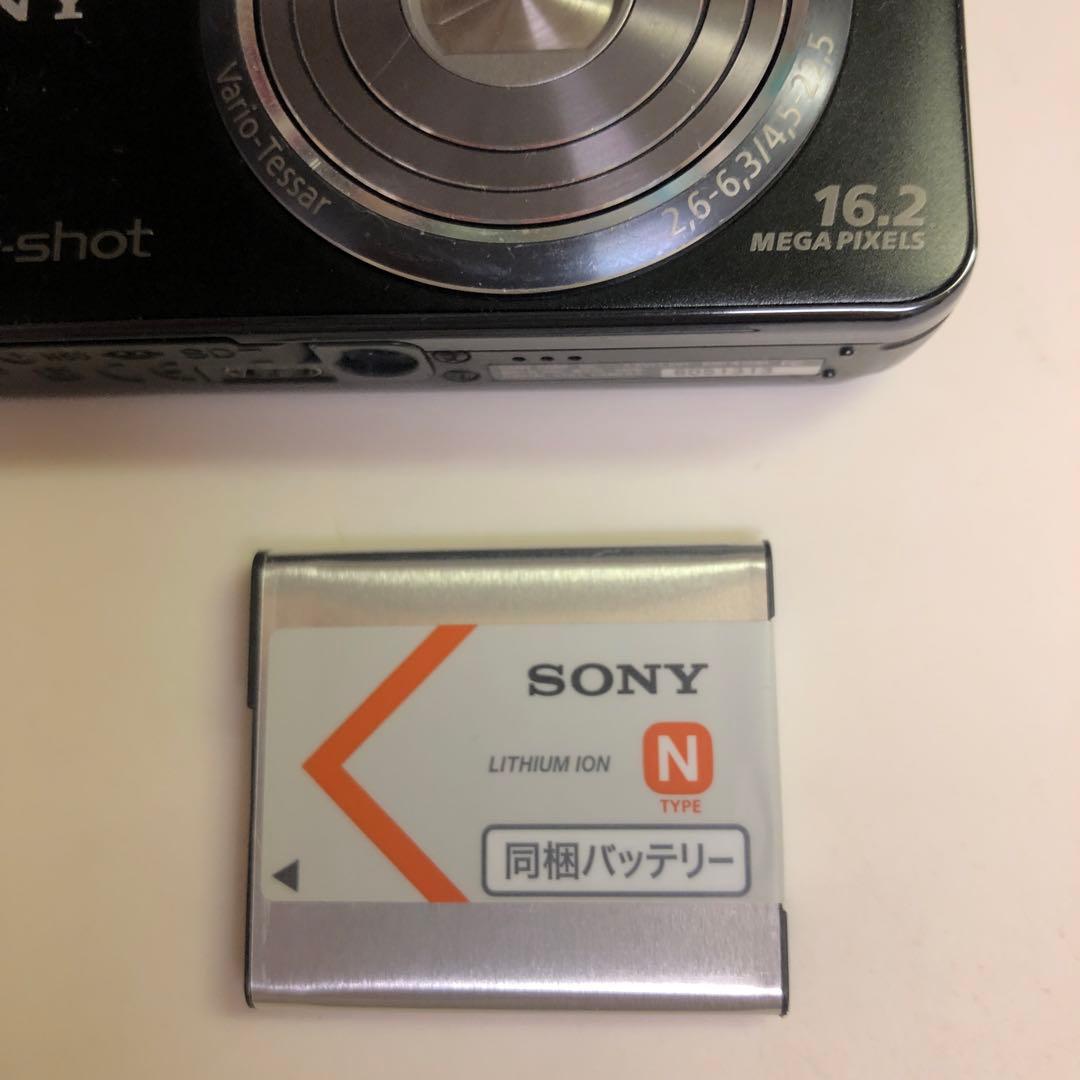 Vario-Tessar
2,6-6,3/4,5-22,5
-shot
16.2
MEGA PIXELS
SONY
LITHIUM ION
N
TYPE
同梱バッテリー